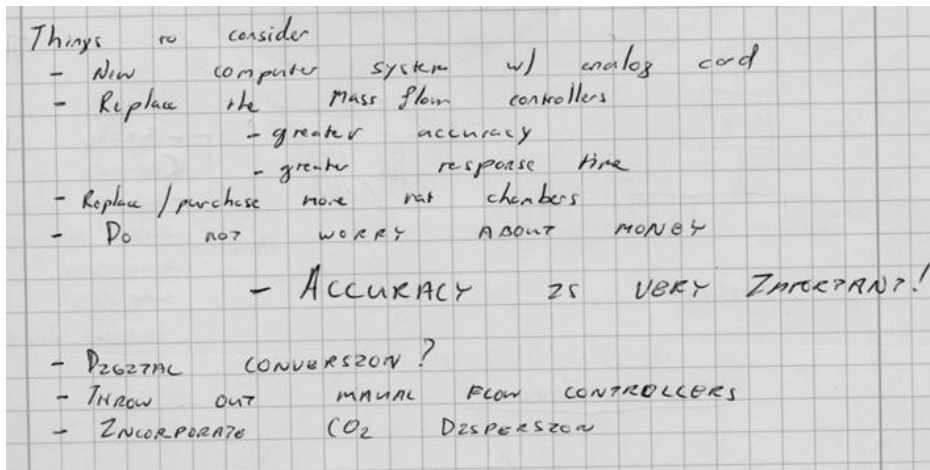 Things to consider
- New computer system w/ analog card
- Replace the Mass flow controllers
- greater accuracy
- greater response time
- Replace / purchase more rat chambers
- Do NOT WORRY ABOUT MONEY
- ACCURACY IS VERY IMPORTANT!
- DIGITAL CONVERSION?
- THROW OUT MANUAL FLOW CONTROLLERS
- INCORPORATE CO2 DISPERSION